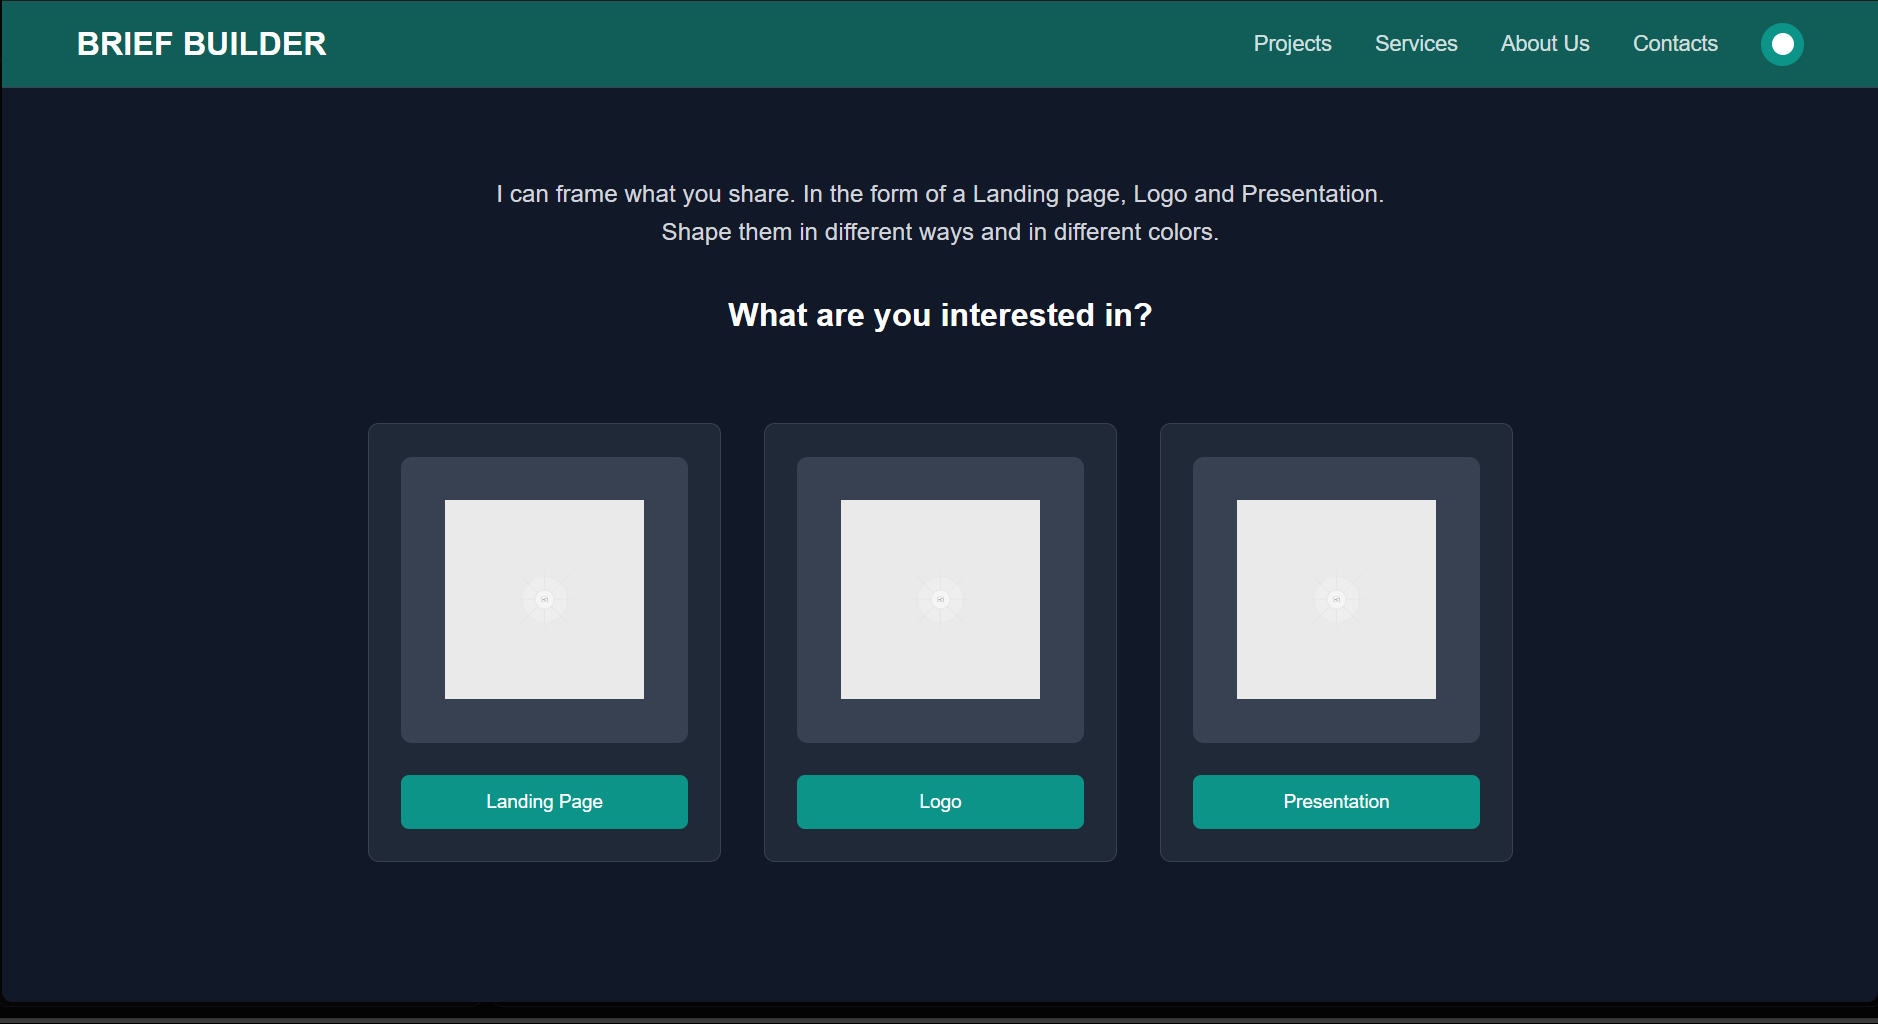 BRIEF BUILDER
Projects
Services
About Us
Contacts
I can frame what you share. In the form of a Landing page, Logo and Presentation.
Shape them in different ways and in different colors.
What are you interested in?
Landing Page
Logo
Presentation